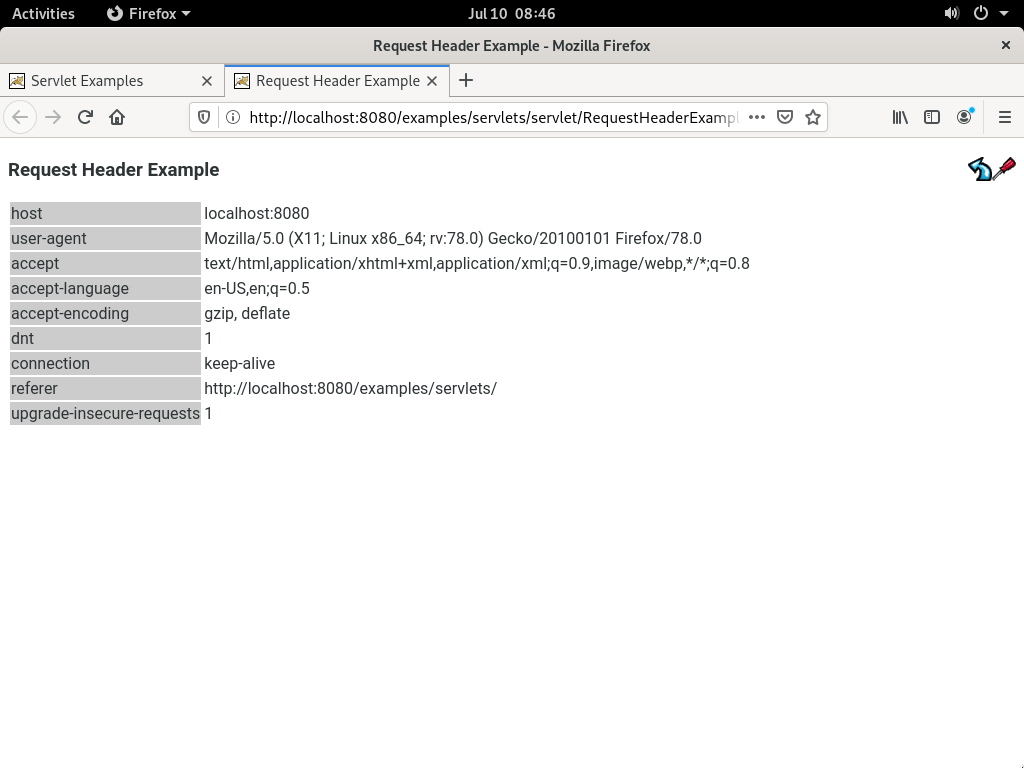 Activities Firefox Jul 10 08:46
Request Header Example - Mozilla Firefox
Servlet Examples Request Header Example
http://localhost:8080/examples/servlets/servlet/RequestHeaderExampl
Request Header Example
host localhost:8080
user-agent Mozilla/5.0 (X11; Linux x86_64; rv:78.0) Gecko/20100101 Firefox/78.0
accept text/html,application/xhtml+xml,application/xml;q=0.9,image/webp,*/*;q=0.8
accept-language en-US,en;q=0.5
accept-encoding gzip, deflate
dnt 1
connection keep-alive
referer http://localhost:8080/examples/servlets/
upgrade-insecure-requests 1